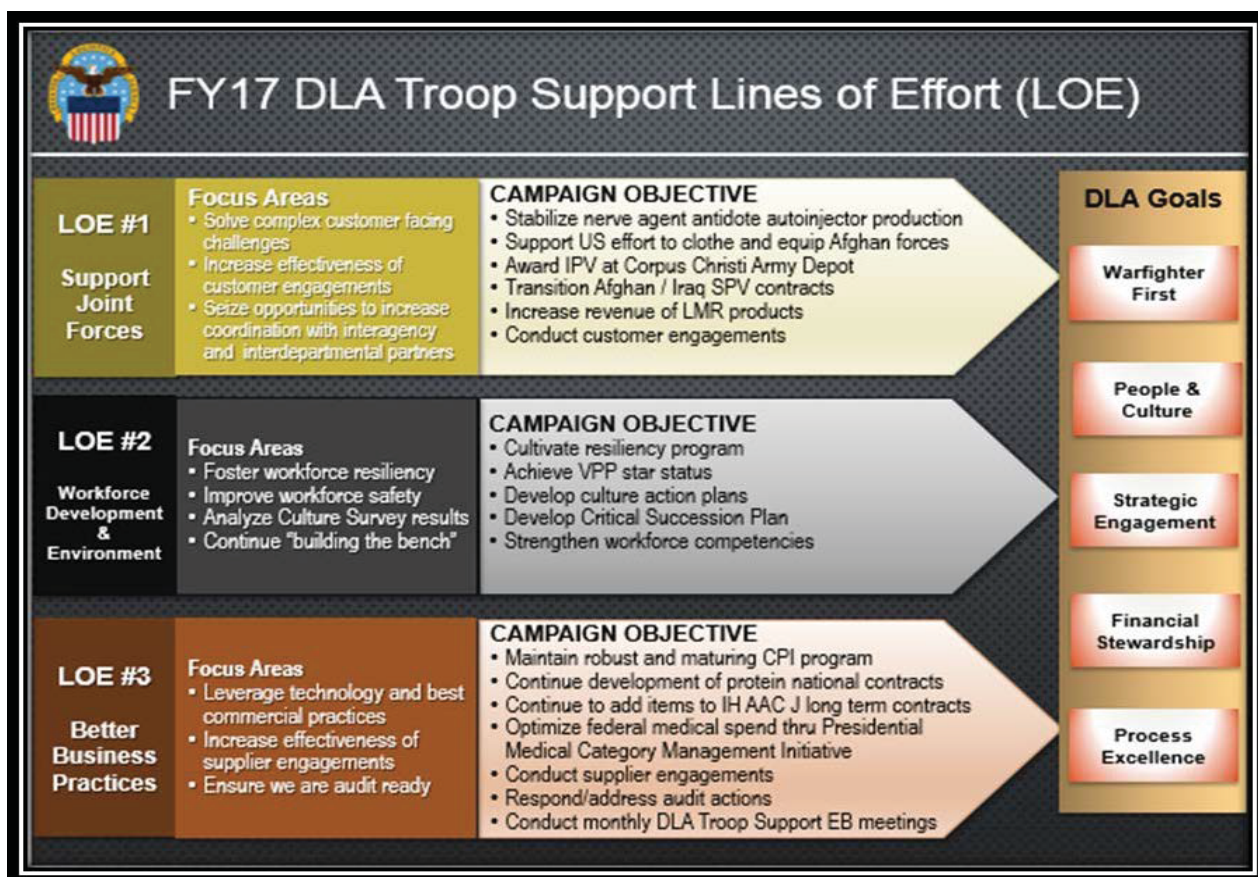 FY17 DLA Troop Support Lines of Effort (LOE)
LOE #1
Support
Joint
Forces
Focus Areas
• Solve complex customer facing
challenges
• Increase effectiveness of
customer engagements
• Seize opportunities to increase
coordination with interagency
and interdepartmental partners
CAMPAIGN OBJECTIVE
• Stabilize nerve agent antidote autoinjector production
• Support US effort to clothe and equip Afghan forces
• Award IPV at Corpus Christi Army Depot
• Transition Afghan / Iraq SPV contracts
• Increase revenue of LMR products
• Conduct customer engagements
LOE #2
Workforce
Development
&
Environment
Focus Areas
• Foster workforce resiliency
• Improve workforce safety
• Analyze Culture Survey results
• Continue "building the bench"
CAMPAIGN OBJECTIVE
• Cultivate resiliency program
• Achieve VPP star status
• Develop culture action plans
• Develop Critical Succession Plan
• Strengthen workforce competencies
LOE #3
Better
Business
Practices
Focus Areas
• Leverage technology and best
commercial practices
• Increase effectiveness of
supplier engagements
• Ensure we are audit ready
CAMPAIGN OBJECTIVE
• Maintain robust and maturing CPI program
• Continue development of protein national contracts
• Continue to add items to IH AAC J long term contracts
• Optimize federal medical spend thru Presidential
Medical Category Management Initiative
• Conduct supplier engagements
• Respond/address audit actions
• Conduct monthly DLA Troop Support EB meetings
DLA Goals
Warfighter
First
People &
Culture
Strategic
Engagement
Financial
Stewardship
Process
Excellence